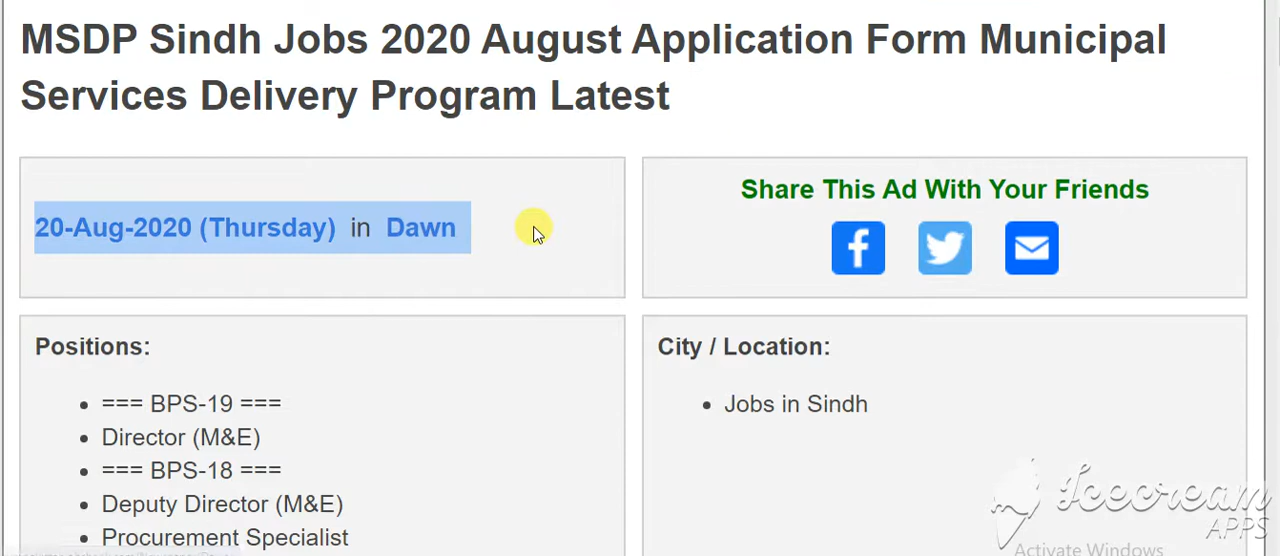 MSDP Sindh Jobs 2020 August Application Form Municipal
Services Delivery Program Latest
20-Aug-2020 (Thursday) in Dawn
Share This Ad With Your Friends
Positions:
• === BPS-19 ===
• Director (M&E)
• === BPS-18 ===
• Deputy Director (M&E)
• Procurement Specialist
City / Location:
• Jobs in Sindh
Icecream
APPS
Activate Windows